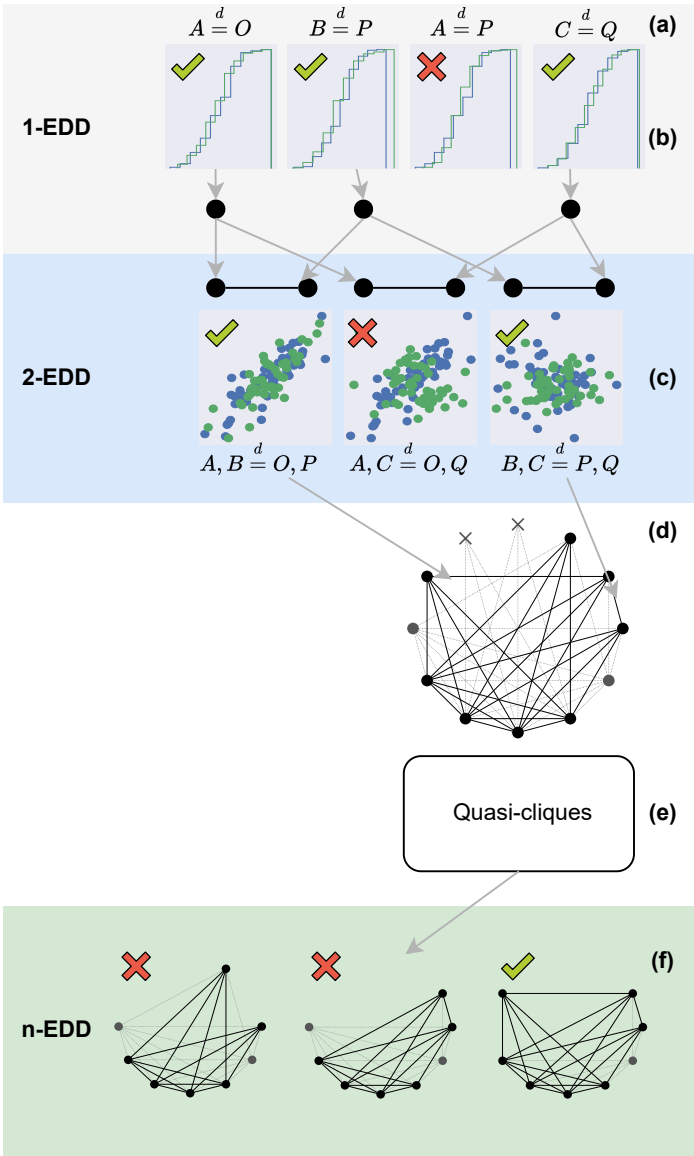 A =ᵈ O B =ᵈ P A =ᵈ P C =ᵈ Q (a)
1-EDD (b)
2-EDD (c)
A, B =ᵈ O, P A, C =ᵈ O, Q B, C =ᵈ P, Q
(d)
Quasi-cliques (e)
(f)
n-EDD